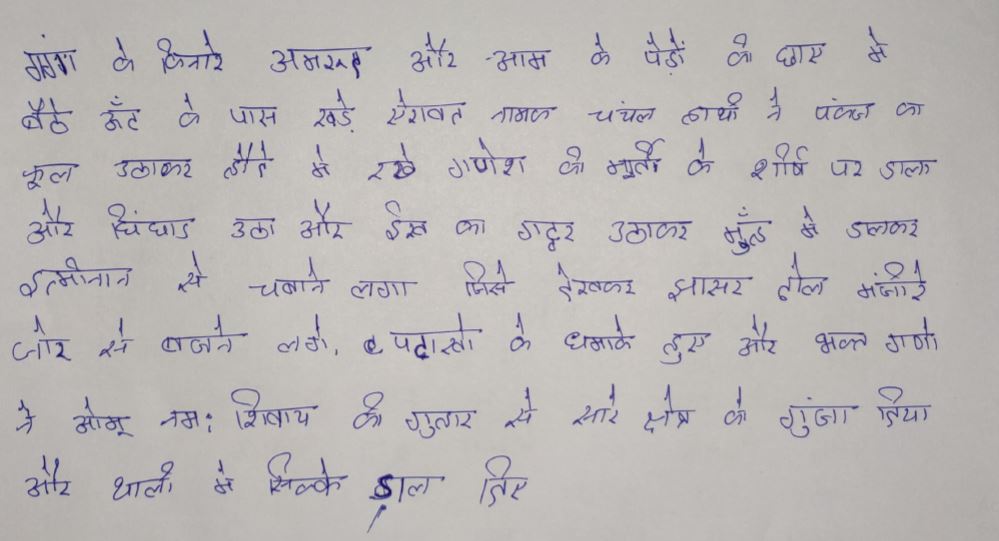 गंगा के किनारे अमरूद और आम के पेड़ों की छाए मे
बैठे ऊँट के पास खड़े ऐरावत नामक चंचल हाथी ने पंकज का
फूल उठाकर हौदे मे रखे गणेश की मूर्ती के शीर्ष पर डाला
और चिंघाड उठा और ईख का गट्ठर उठाकर मुँह मे डालकर
इत्मीनान से चबाने लगा जिसे देखकर झासर ढोल मंजीरे
जोर से बजने लगे, पटाखो के धमाके हुए और भक्त गणो
ने ओम् नम: शिवाय की गुंजार से सारे क्षेत्र को गुंजा दिया
और थाली मे सिक्के डाल दिए